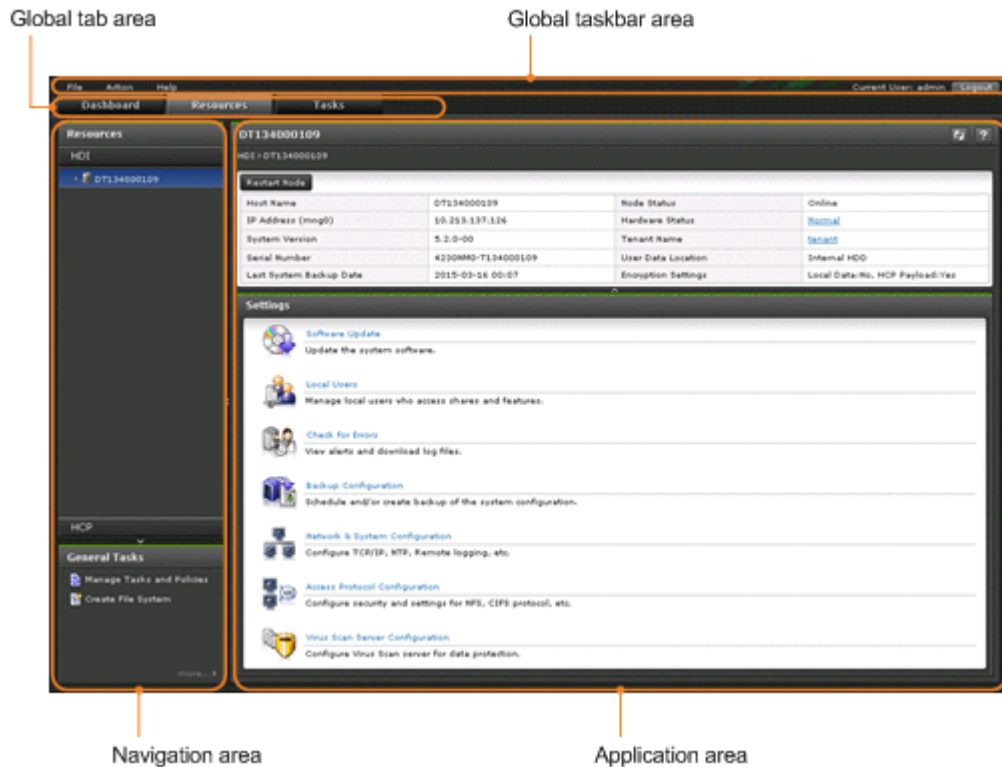 Global tab area
Global taskbar area
File Action Help
Current User: admin Logout
Dashboard Resources Tasks
Resources
HDI
DT134000109
HCP
General Tasks
Manage Tasks and Policies
Create File System
more...
DT134000109
HDI>DT134000109
Restart Node
Host Name DT134000109 Node Status Online
IP Address (mng0) 10.213.137.126 Hardware Status Normal
System Version 5.2.0-00 Tenant Name tenant
Serial Number 4230NM0-T134000109 User Data Location Internal HDD
Last System Backup Date 2015-03-16 00:07 Encryption Settings Local Data:No, HCP Payload:Yes
Settings
Software Update
Update the system software.
Local Users
Manage local users who access shares and features.
Check for Errors
View alerts and download log files.
Backup Configuration
Schedule and/or create backup of the system configuration.
Network & System Configuration
Configure TCP/IP, NTP, Remote logging, etc.
Access Protocol Configuration
Configure security and settings for NFS, CIFS protocol, etc.
Virus Scan Server Configuration
Configure Virus Scan server for data protection.
Navigation area
Application area